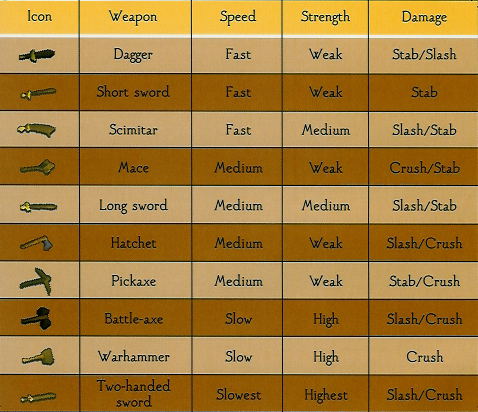 Icon Weapon Speed Strength Damage
Dagger Fast Weak Stab/Slash
Short sword Fast Weak Stab
Scimitar Fast Medium Slash/Stab
Mace Medium Weak Crush/Stab
Long sword Medium Medium Slash/Stab
Hatchet Medium Weak Slash/Crush
Pickaxe Medium Weak Stab/Crush
Battle-axe Slow High Slash/Crush
Warhammer Slow High Crush
Two-handed
sword Slowest Highest Slash/Crush